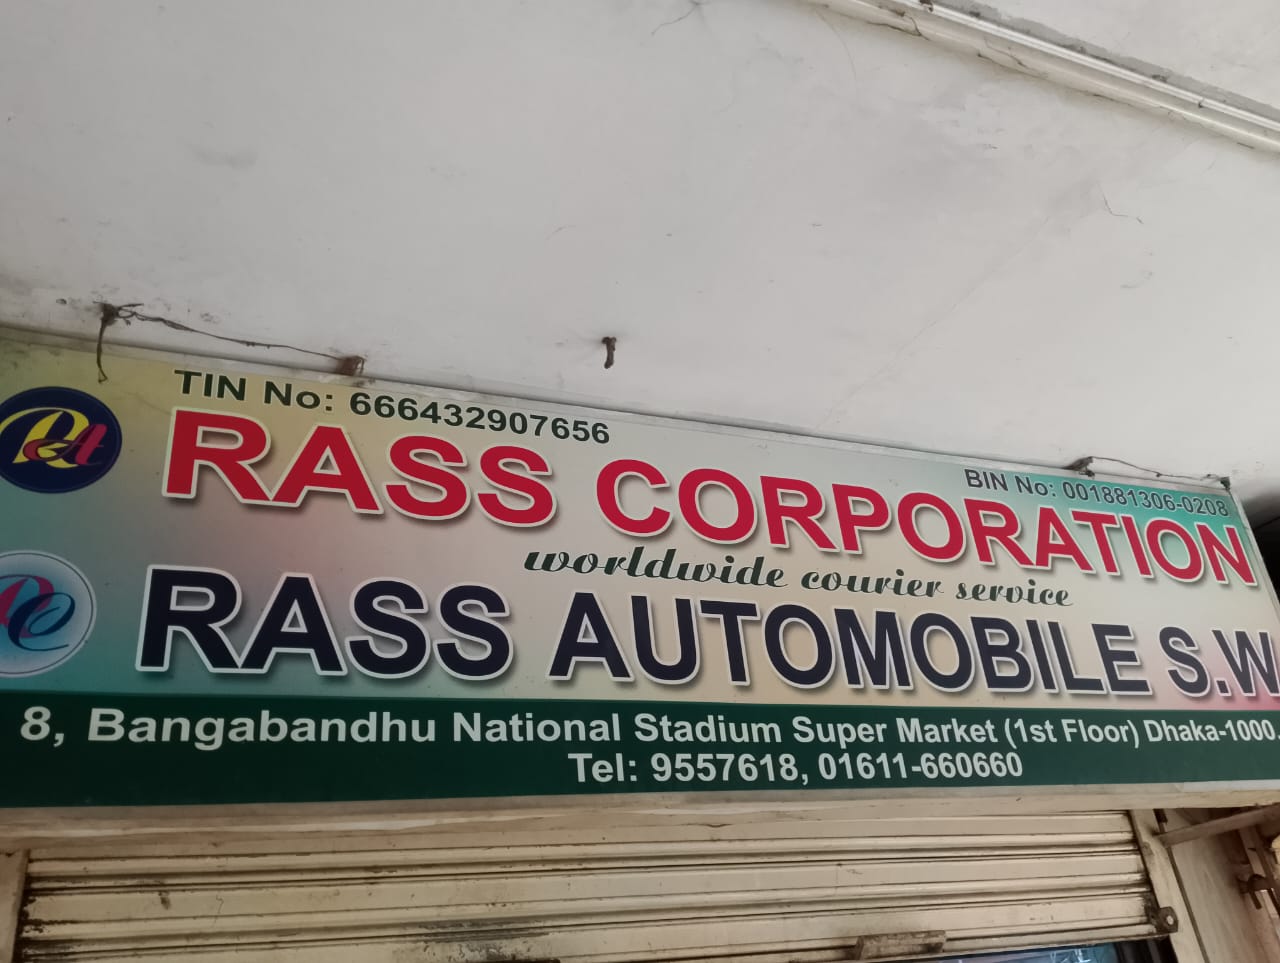 TIN No: 666432907656
BIN No: 001881306-0208
RASS CORPORATION
worldwide courier service
RASS AUTOMOBILE S.W
8, Bangabandhu National Stadium Super Market (1st Floor) Dhaka-1000.
Tel: 9557618, 01611-660660